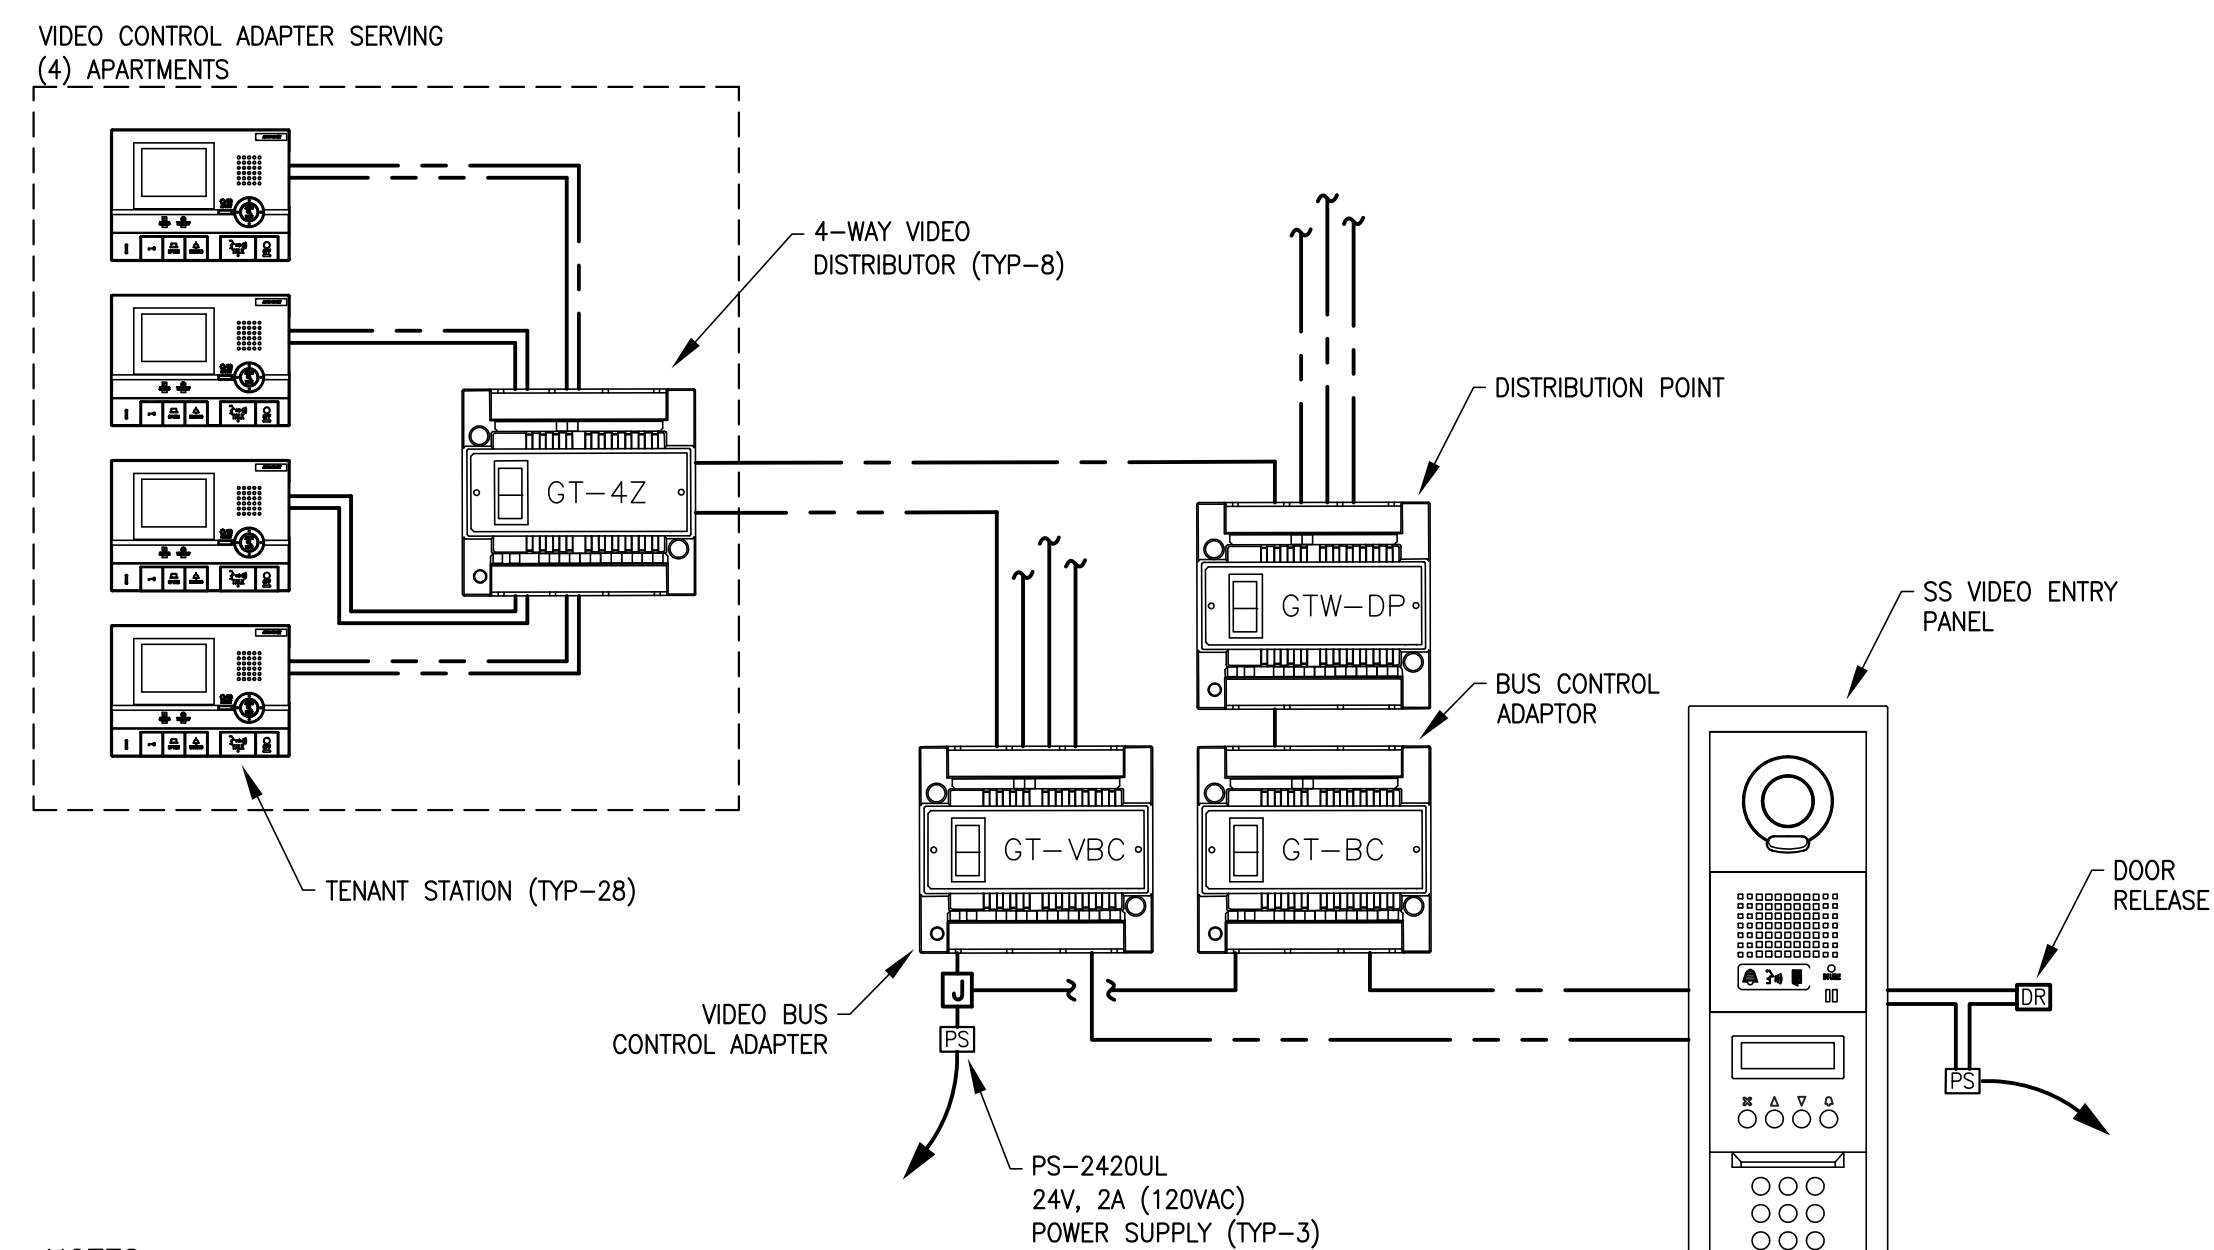 VIDEO CONTROL ADAPTER SERVING
(4) APARTMENTS
4-WAY VIDEO
DISTRIBUTOR (TYP-8)
DISTRIBUTION POINT
GT-4Z
GTW-DP
SS VIDEO ENTRY
PANEL
BUS CONTROL
ADAPTOR
GT-VBC
GT-BC
TENANT STATION (TYP-28)
DOOR
RELEASE
J
DR
VIDEO BUS
CONTROL ADAPTER
PS
PS
PS-2420UL
24V, 2A (120VAC)
POWER SUPPLY (TYP-3)